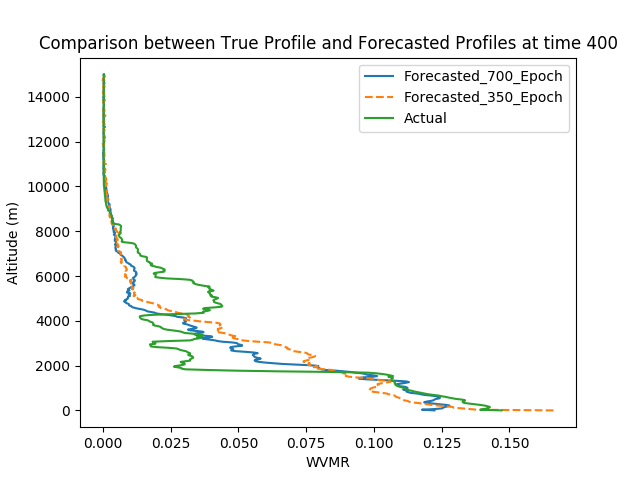 Comparison between True Profile and Forecasted Profiles at time 400
Forecasted_700_Epoch
Forecasted_350_Epoch
Actual
14000
12000
10000
8000
6000
4000
2000
0
Altitude (m)
0.000 0.025 0.050 0.075 0.100 0.125 0.150
WVMR